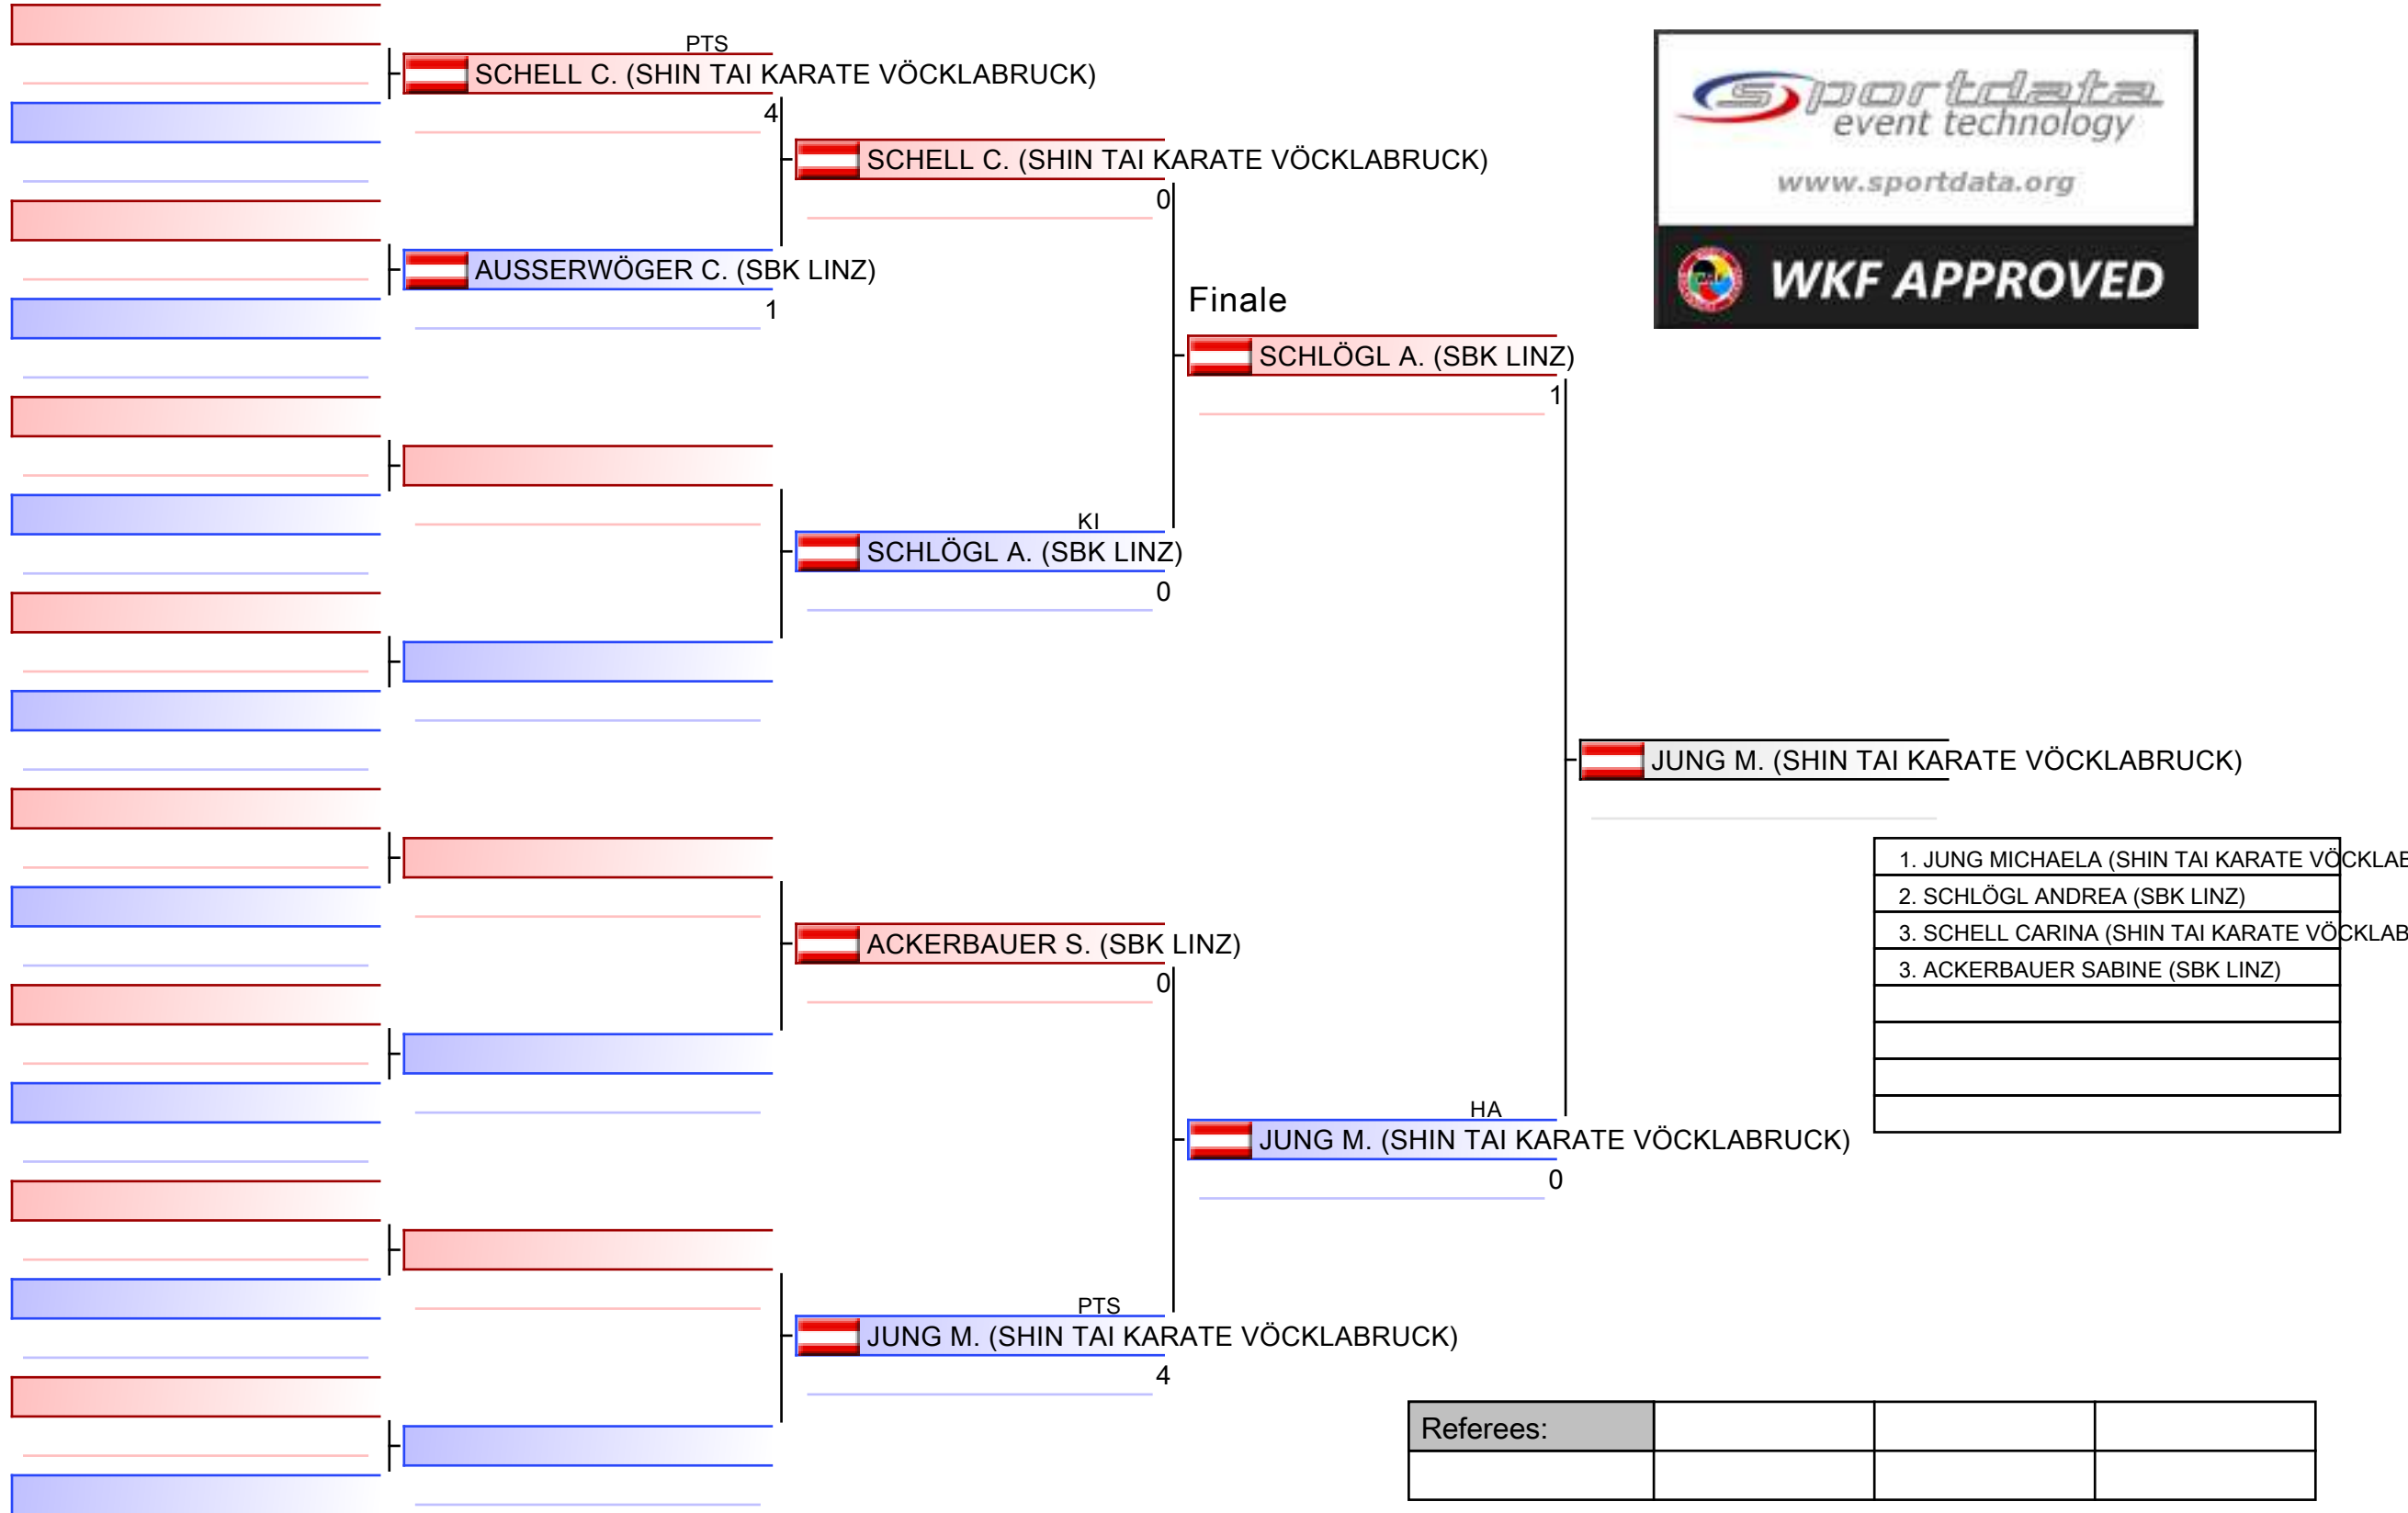 PTS
SCHELL C. (SHIN TAI KARATE VÖCKLABRUCK)
4
SCHELL C. (SHIN TAI KARATE VÖCKLABRUCK)
0
AUSSERWÖGER C. (SBK LINZ)
1
Finale
SCHLÖGL A. (SBK LINZ)
1
KI
SCHLÖGL A. (SBK LINZ)
0
sportdata
event technology
www.sportdata.org
WKF APPROVED
JUNG M. (SHIN TAI KARATE VÖCKLABRUCK)
1. JUNG MICHAELA (SHIN TAI KARATE VÖCKLAB
2. SCHLÖGL ANDREA (SBK LINZ)
3. SCHELL CARINA (SHIN TAI KARATE VÖCKLAB
3. ACKERBAUER SABINE (SBK LINZ)
ACKERBAUER S. (SBK LINZ)
0
HA
JUNG M. (SHIN TAI KARATE VÖCKLABRUCK)
0
PTS
JUNG M. (SHIN TAI KARATE VÖCKLABRUCK)
4
Referees: